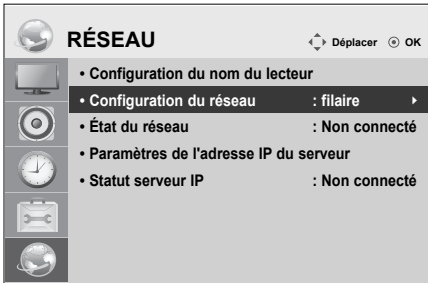 RÉSEAU
Déplacer OK
• Configuration du nom du lecteur
• Configuration du réseau : filaire
• État du réseau : Non connecté
• Paramètres de l'adresse IP du serveur
• Statut serveur IP : Non connecté